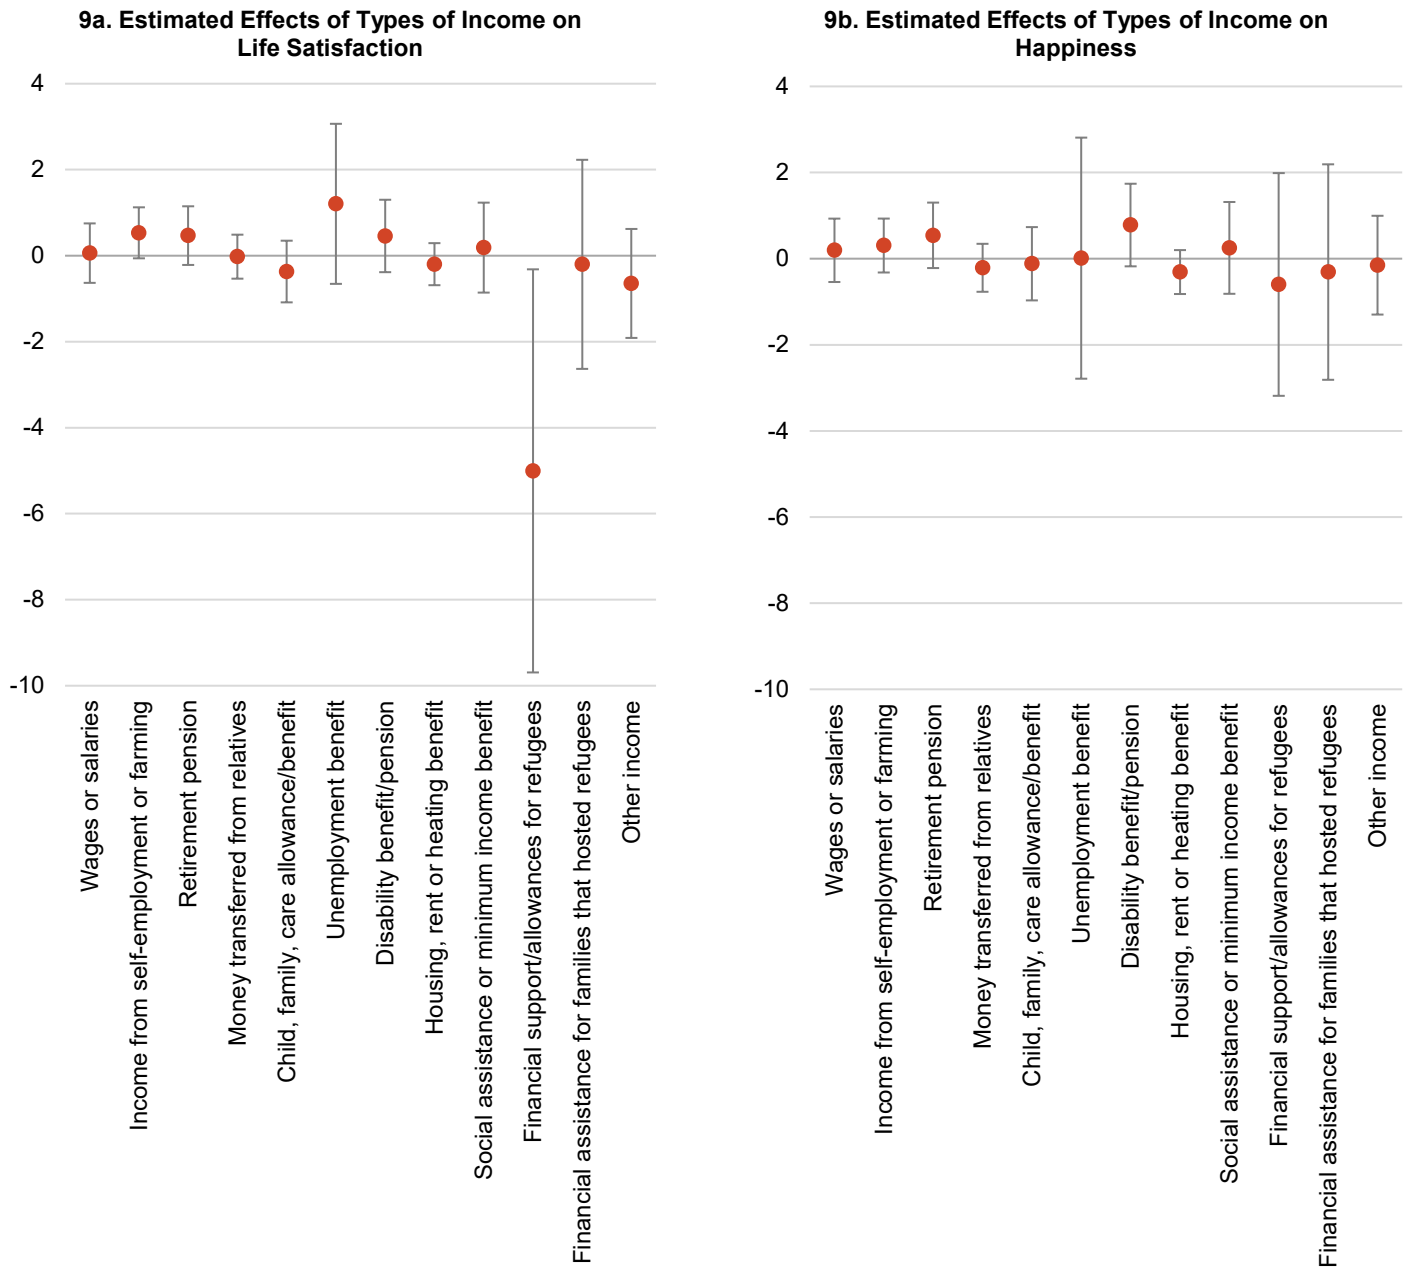 9a. Estimated Effects of Types of Income on
Life Satisfaction
4
2
0
-2
-4
-6
-8
-10
Wages or salaries
Income from self-employment or farming
Retirement pension
Money transferred from relatives
Child, family, care allowance/benefit
Unemployment benefit
Disability benefit/pension
Housing, rent or heating benefit
Social assistance or minimum income benefit
Financial support/allowances for refugees
Financial assistance for families that hosted refugees
Other income
9b. Estimated Effects of Types of Income on
Happiness
4
2
0
-2
-4
-6
-8
-10
Wages or salaries
Income from self-employment or farming
Retirement pension
Money transferred from relatives
Child, family, care allowance/benefit
Unemployment benefit
Disability benefit/pension
Housing, rent or heating benefit
Social assistance or minimum income benefit
Financial support/allowances for refugees
Financial assistance for families that hosted refugees
Other income